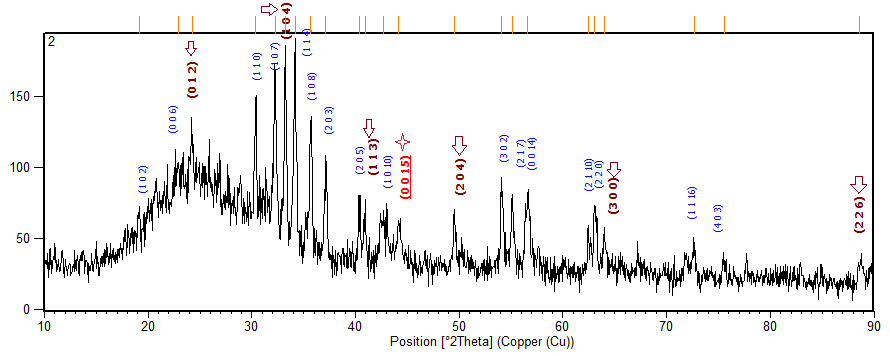 2
(1 0 2)
(0 0 6)
(0 1 2)
(1 1 0)
(1 0 7)
(1 0 4)
(1 1 4)
(1 0 8)
(2 0 3)
(2 0 5)
(1 1 3)
(1 0 10)
(0 0 15)
(2 0 4)
(3 0 2)
(2 1 7)
(0 0 14)
(2 1 10)
(2 2 0)
(3 0 0)
(1 1 16)
(4 0 3)
(2 2 6)
150
100
50
0
10 20 30 40 50 60 70 80 90
Position [°2Theta] (Copper (Cu))